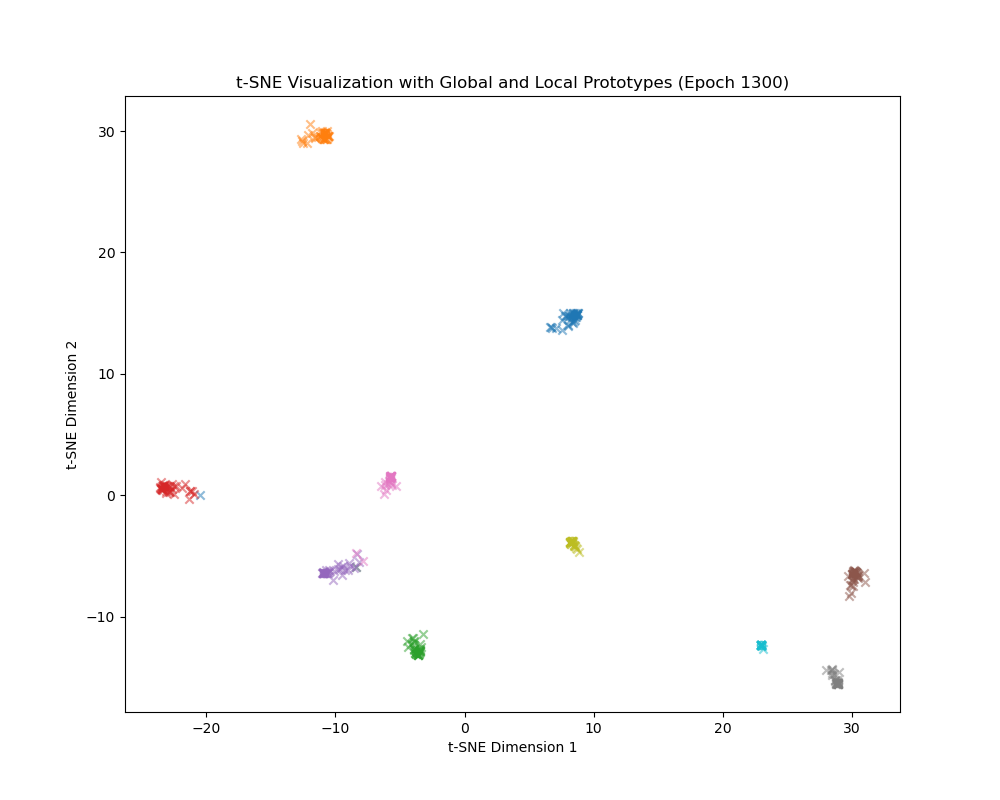 t-SNE Visualization with Global and Local Prototypes (Epoch 1300)
30
20
10
0
−10
t-SNE Dimension 2
−20 −10 0 10 20 30
t-SNE Dimension 1